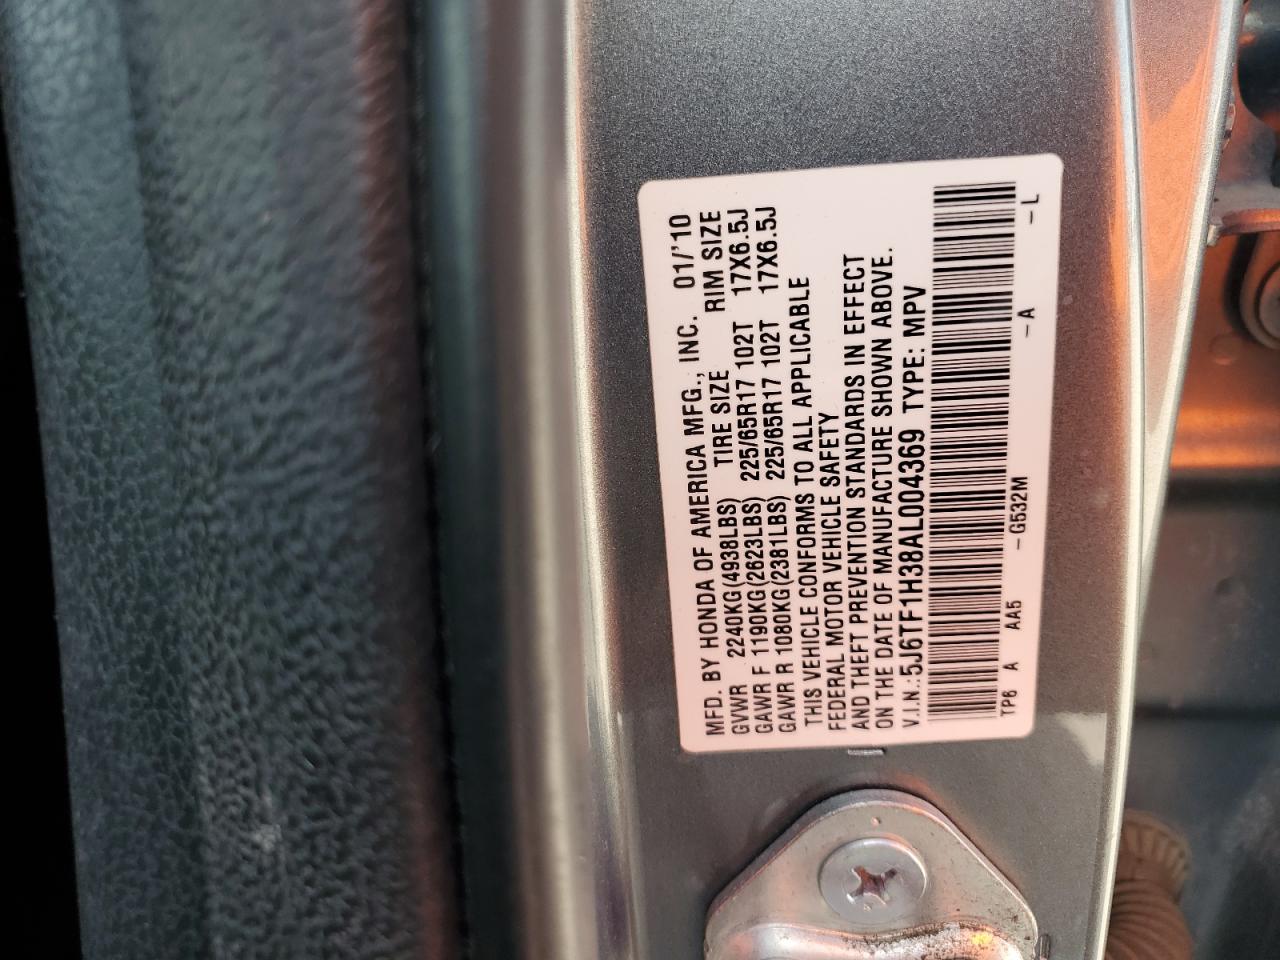 MFD. BY HONDA OF AMERICA MFG., INC. 01/'10
GVWR 2240KG(4938LBS) TIRE SIZE RIM SIZE
GAWR F 1190KG(2623LBS) 225/65R17 102T 17X6.5J
GAWR R 1080KG(2381LBS) 225/65R17 102T 17X6.5J
THIS VEHICLE CONFORMS TO ALL APPLICABLE
FEDERAL MOTOR VEHICLE SAFETY
AND THEFT PREVENTION STANDARDS IN EFFECT
ON THE DATE OF MANUFACTURE SHOWN ABOVE.
V.I.N.:5J6TF1H38AL004369 TYPE: MPV
TP6 A AA5 -G532M -A -L